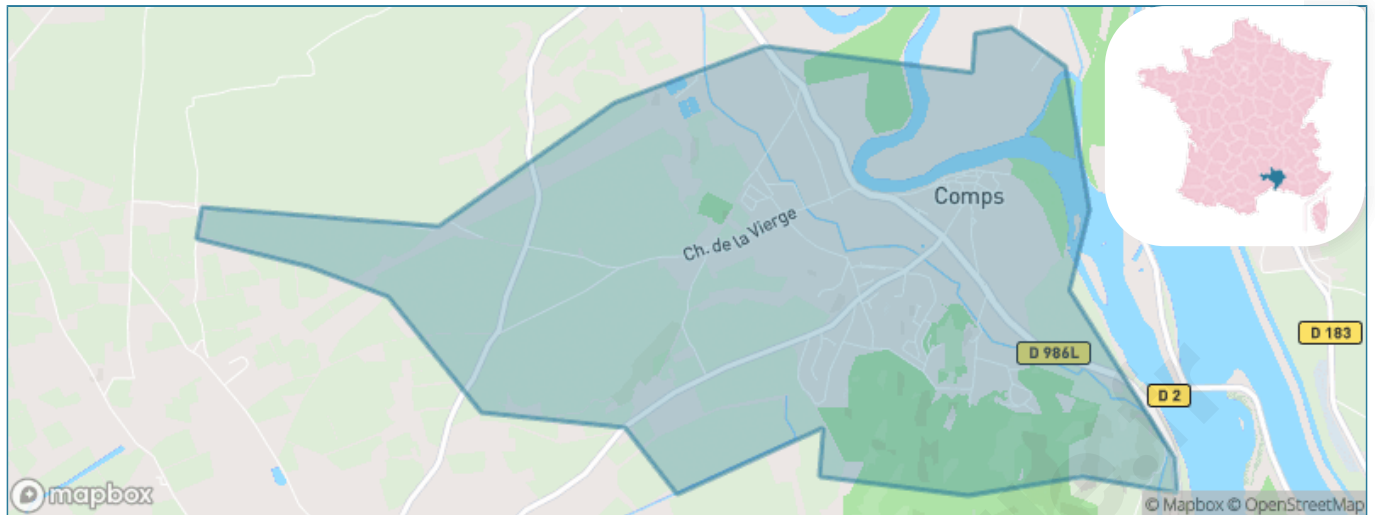 Comps
Ch. de la Vierge
D 183
D 986L
D 2
mapbox
© Mapbox © OpenStreetMap